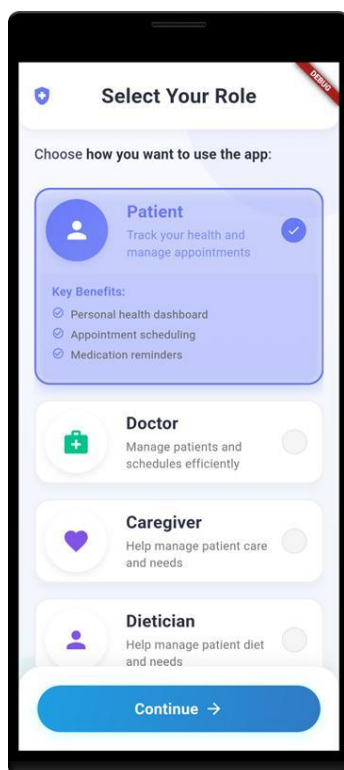 DEBUG
Select Your Role
Choose how you want to use the app:
Patient
Track your health and
manage appointments
Key Benefits:
Personal health dashboard
Appointment scheduling
Medication reminders
Doctor
Manage patients and
schedules efficiently
Caregiver
Help manage patient care
and needs
Dietician
Help manage patient diet
and needs
Continue →